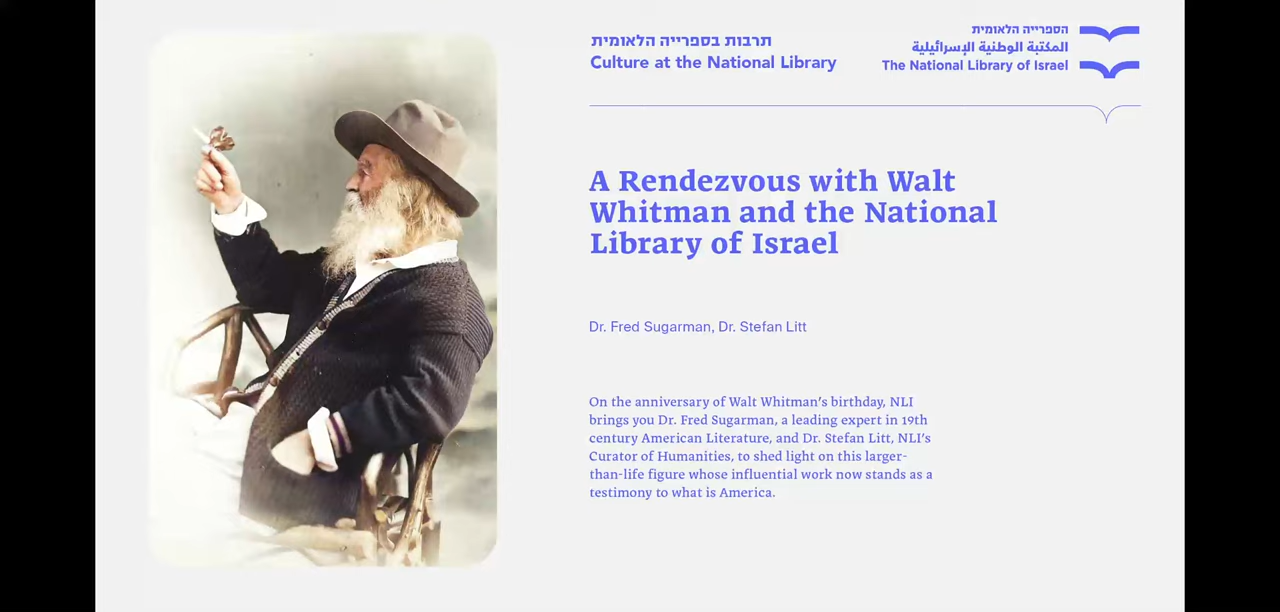 תרבות בספרייה הלאומית
Culture at the National Library
הספרייה הלאומית
المكتبة الوطنية الإسرائيلية
The National Library of Israel
A Rendezvous with Walt
Whitman and the National
Library of Israel
Dr. Fred Sugarman, Dr. Stefan Litt
On the anniversary of Walt Whitman's birthday, NLI
brings you Dr. Fred Sugarman, a leading expert in 19th
century American Literature, and Dr. Stefan Litt, NLI's
Curator of Humanities, to shed light on this larger-
than-life figure whose influential work now stands as a
testimony to what is America.